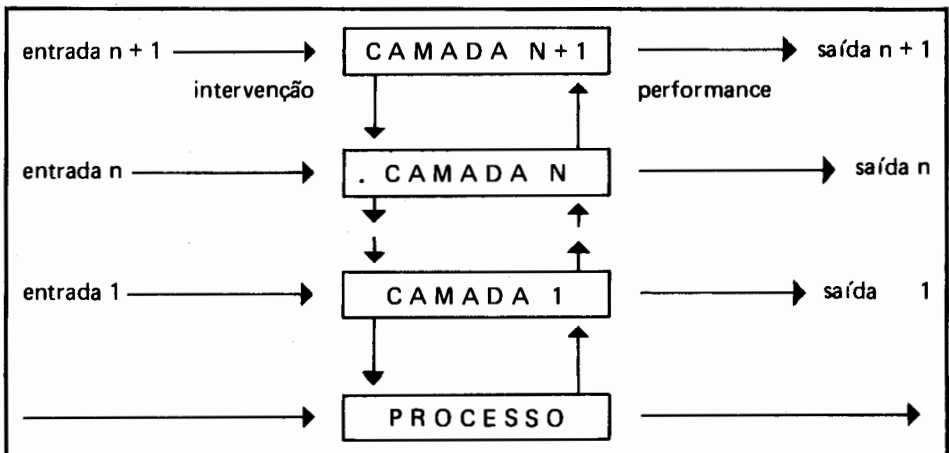 entrada n + 1 CAMADA N+1 saída n + 1
intervenção performance
entrada n . CAMADA N saída n
entrada 1 CAMADA 1 saída 1
PROCESSO